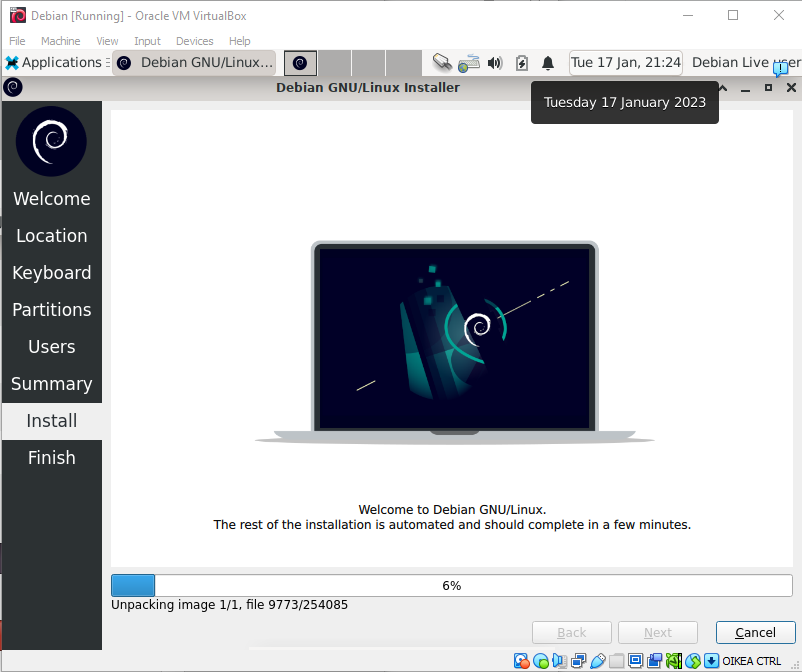 Debian [Running] - Oracle VM VirtualBox
File Machine View Input Devices Help
Applications Debian GNU/Linux... Tue 17 Jan, 21:24 Debian Live user
Debian GNU/Linux Installer
Tuesday 17 January 2023
Welcome
Location
Keyboard
Partitions
Users
Summary
Install
Finish
Welcome to Debian GNU/Linux.
The rest of the installation is automated and should complete in a few minutes.
6%
Unpacking image 1/1, file 9773/254085
Back Next Cancel
OIKEA CTRL